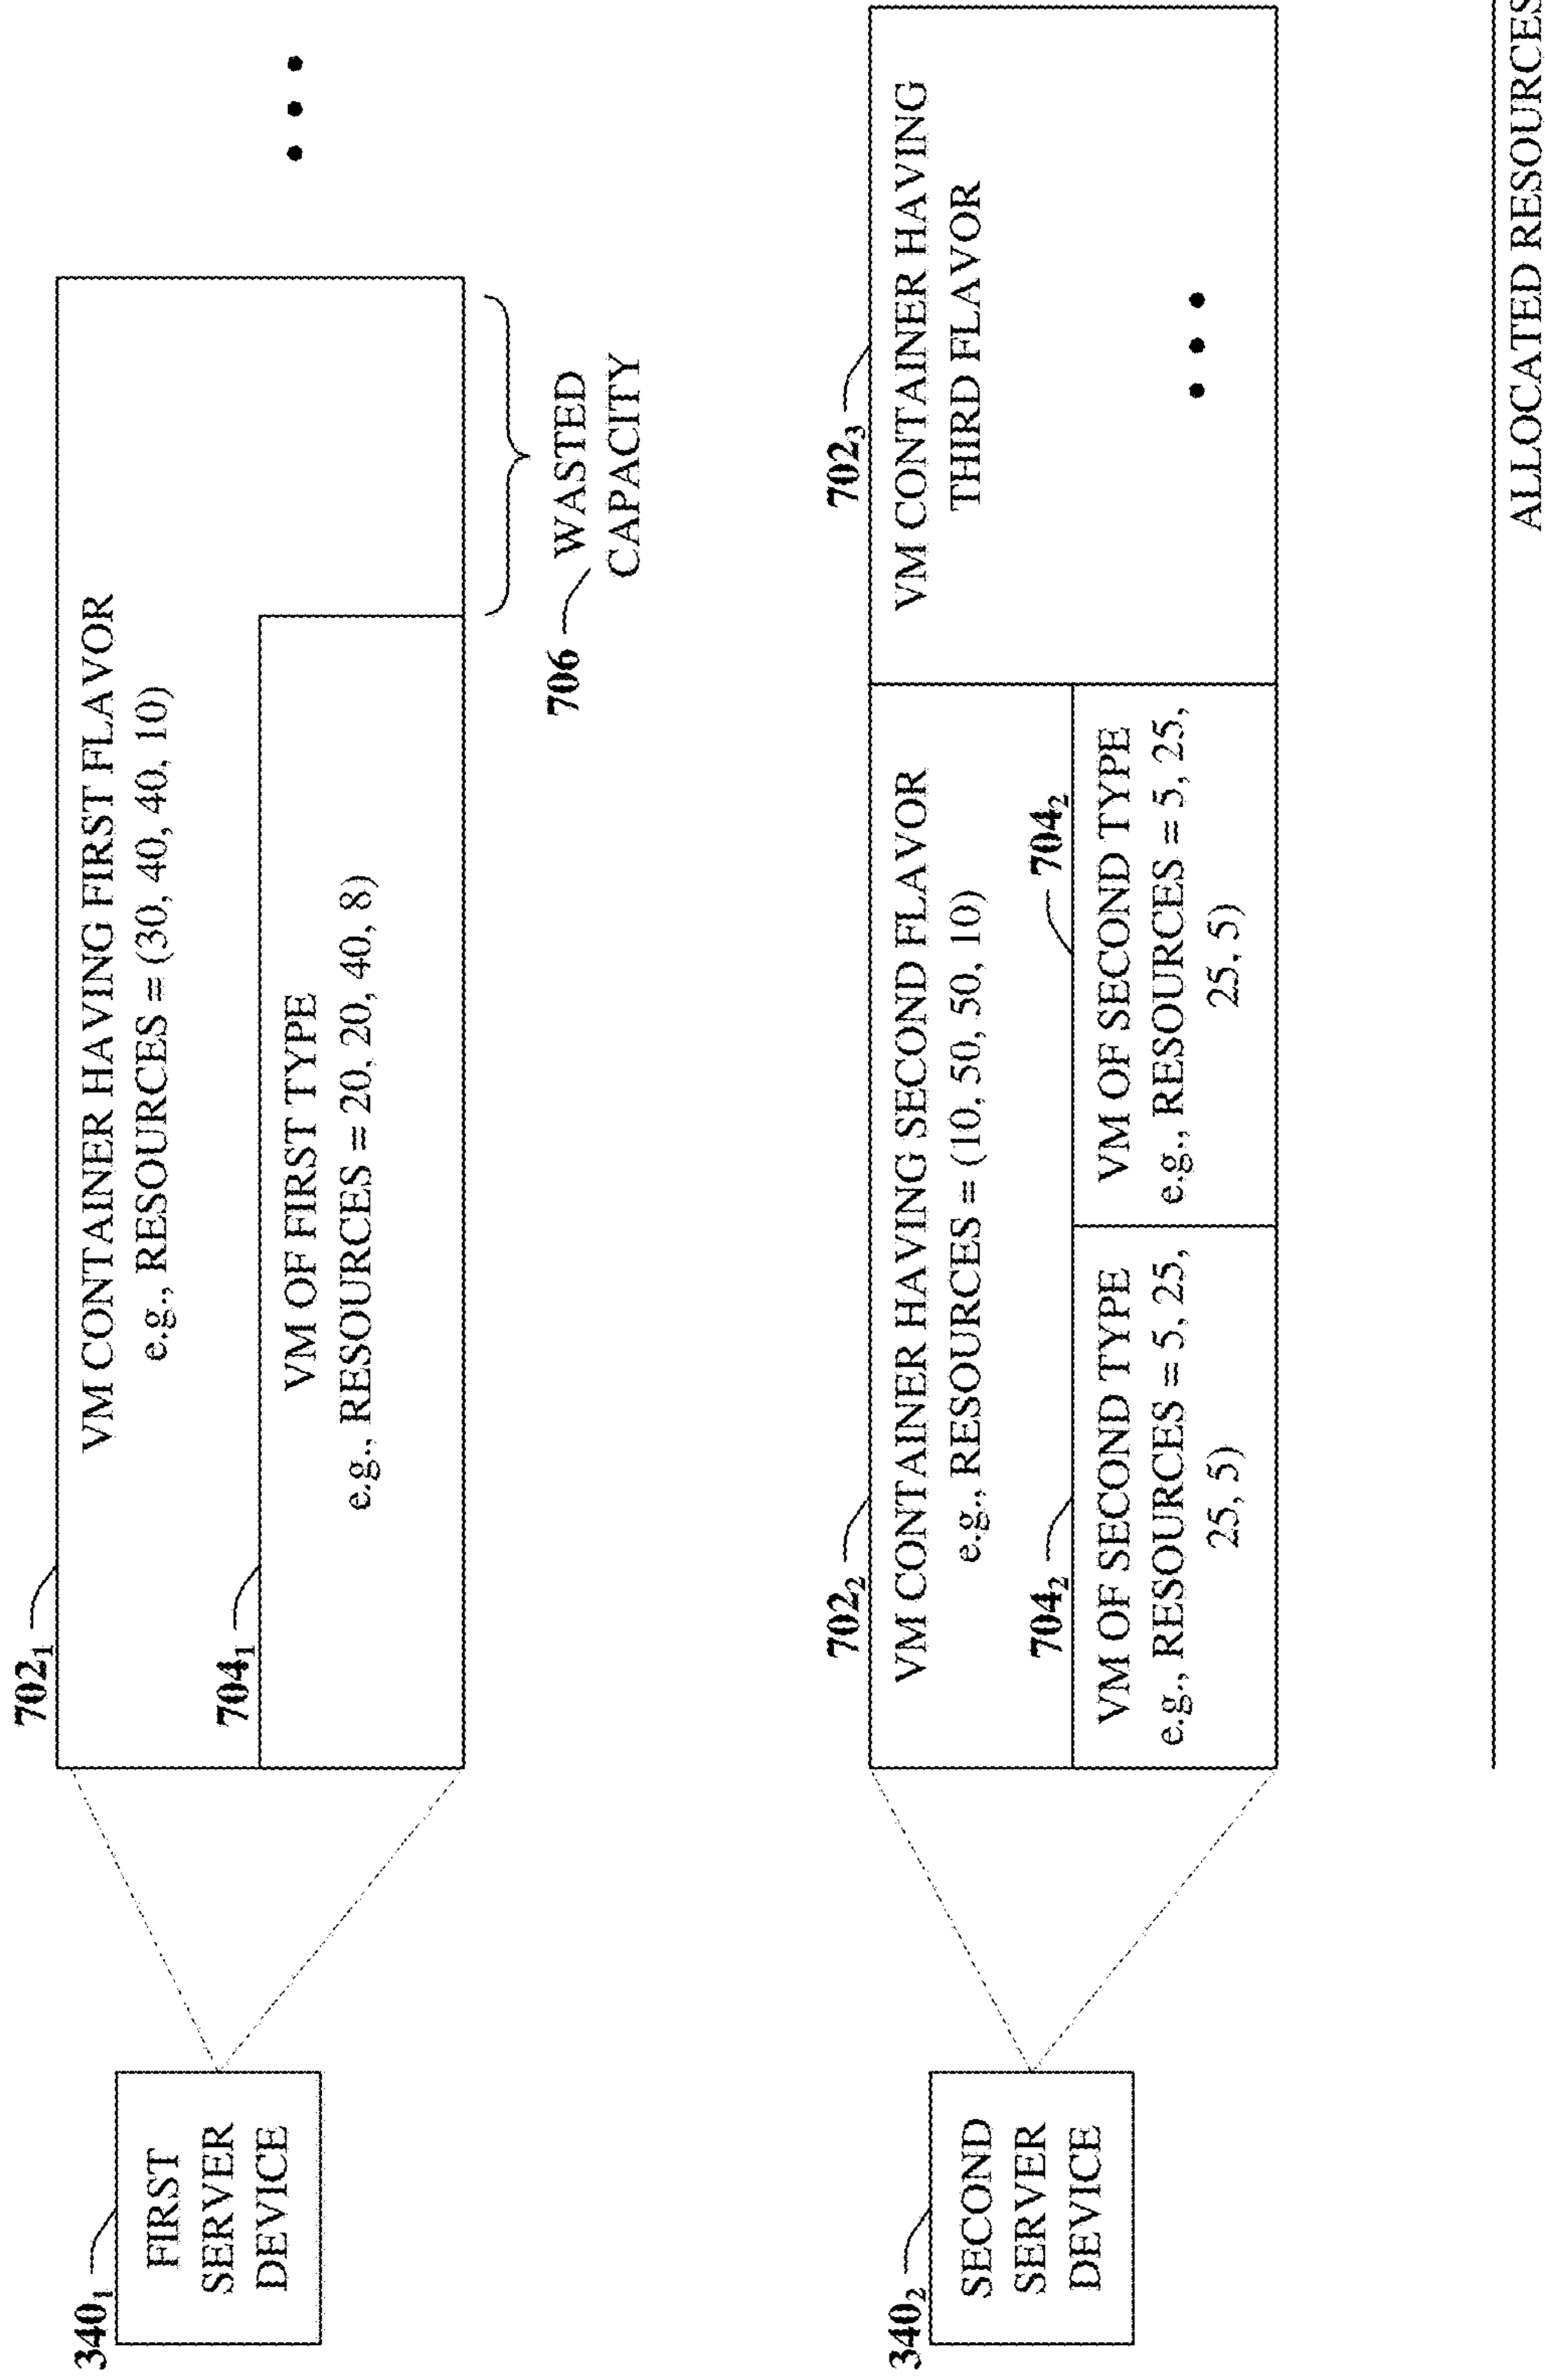 340₁
FIRST
SERVER
DEVICE
702₁
VM CONTAINER HAVING FIRST FLAVOR
e.g., RESOURCES = (30, 40, 40, 10)
704₁
VM OF FIRST TYPE
e.g., RESOURCES = 20, 20, 40, 8)
706
WASTED
CAPACITY
340₂
SECOND
SERVER
DEVICE
702₂
VM CONTAINER HAVING SECOND FLAVOR
e.g., RESOURCES = (10, 50, 50, 10)
704₂
VM OF SECOND TYPE
e.g., RESOURCES = 5, 25,
25, 5)
704₂
VM OF SECOND TYPE
e.g., RESOURCES = 5, 25,
25, 5)
702₃
VM CONTAINER HAVING
THIRD FLAVOR
ALLOCATED RESOURCES